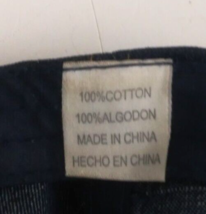 100%COTTON
100%ALGODON
MADE IN CHINA
HECHO EN CHINA